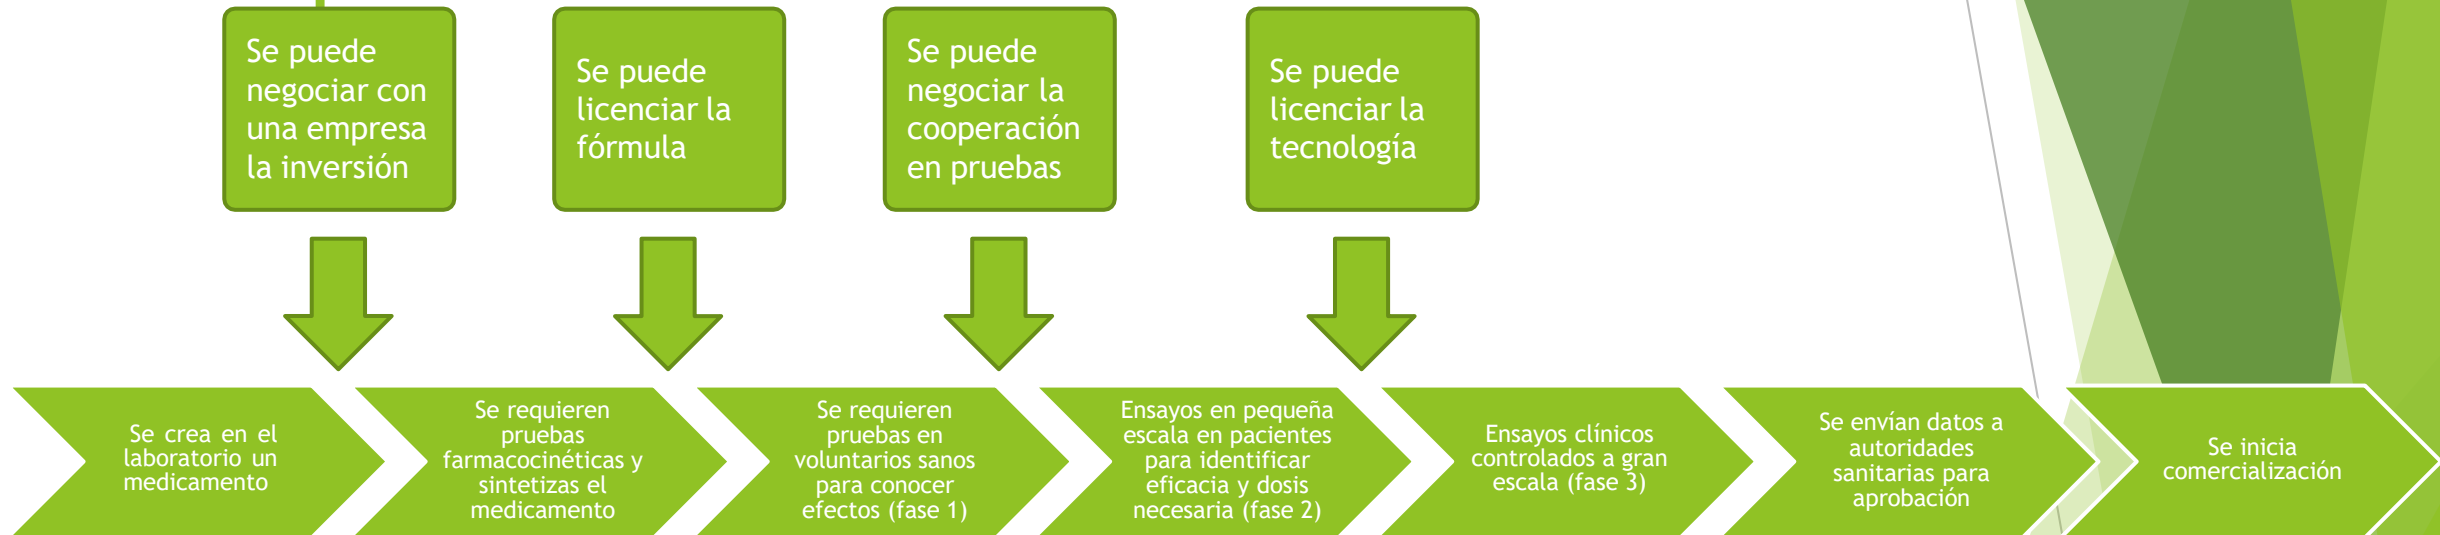 Se puede
negociar con
una empresa
la inversión
Se puede
licenciar la
fórmula
Se puede
negociar la
cooperación
en pruebas
Se puede
licenciar la
tecnología
Se crea en el
laboratorio un
medicamento
Se requieren
pruebas
farmacocinéticas y
sintetizas el
medicamento
Se requieren
pruebas en
voluntarios sanos
para conocer
efectos (fase 1)
Ensayos en pequeña
escala en pacientes
para identificar
eficacia y dosis
necesaria (fase 2)
Ensayos clínicos
controlados a gran
escala (fase 3)
Se envían datos a
autoridades
sanitarias para
aprobación
Se inicia
comercialización